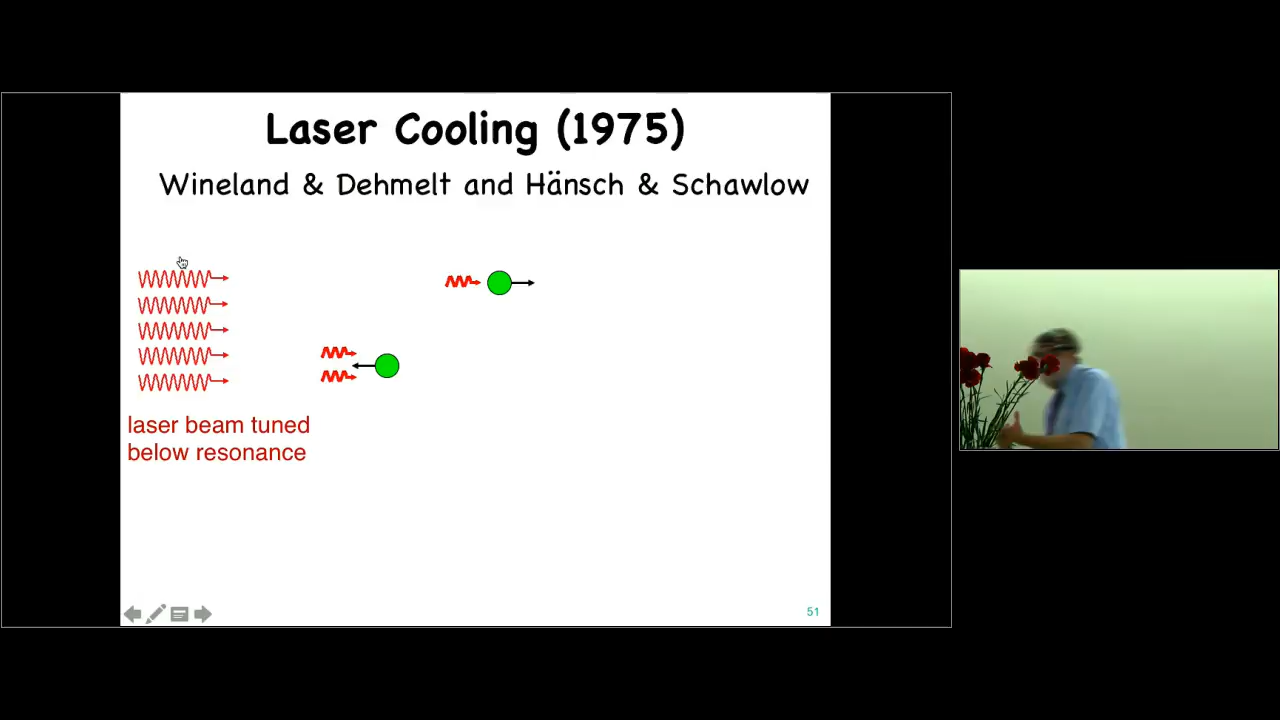 Laser Cooling (1975)
Wineland & Dehmelt and Hänsch & Schawlow
laser beam tuned
below resonance
51